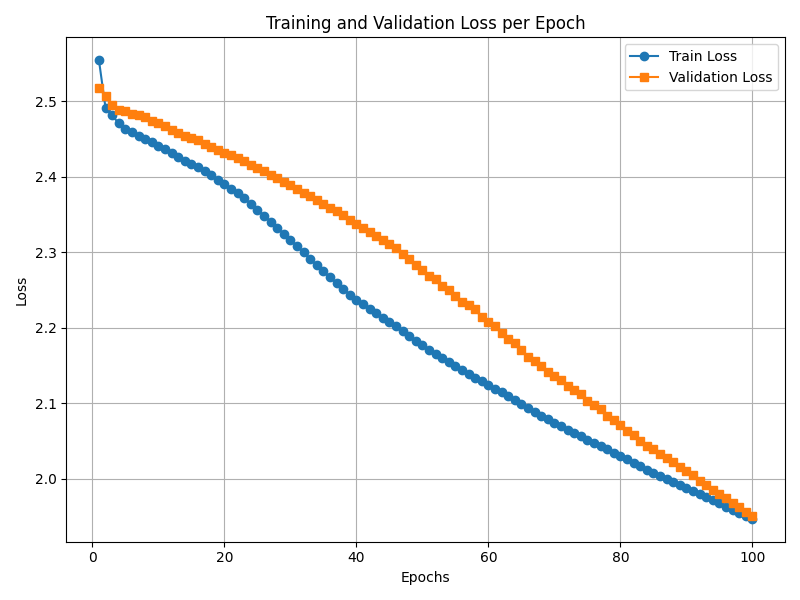 Training and Validation Loss per Epoch
Train Loss
Validation Loss
Loss
2.5
2.4
2.3
2.2
2.1
2.0
0 20 40 60 80 100
Epochs